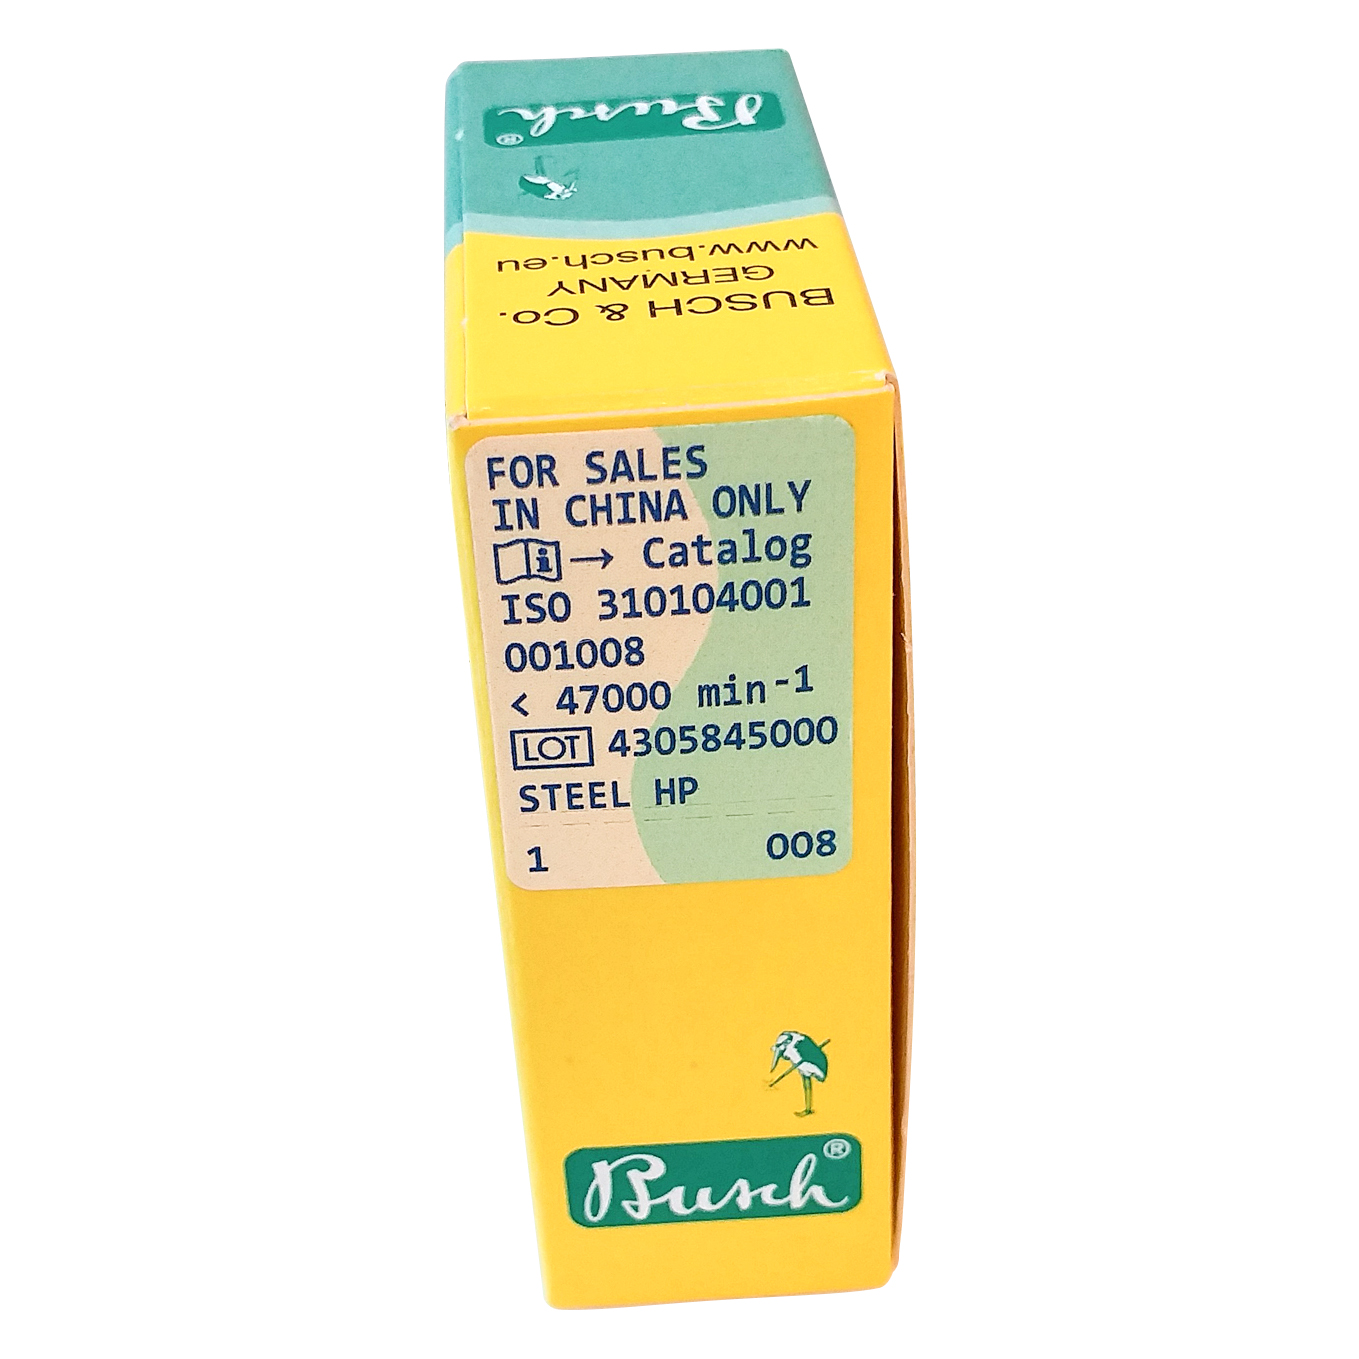 Busch®
www.busch.eu
GERMANY
BUSCH & Co.
FOR SALES
IN CHINA ONLY
i → Catalog
ISO 310104001
001008
< 47000 min-1
LOT 4305845000
STEEL HP
1 008
Busch®